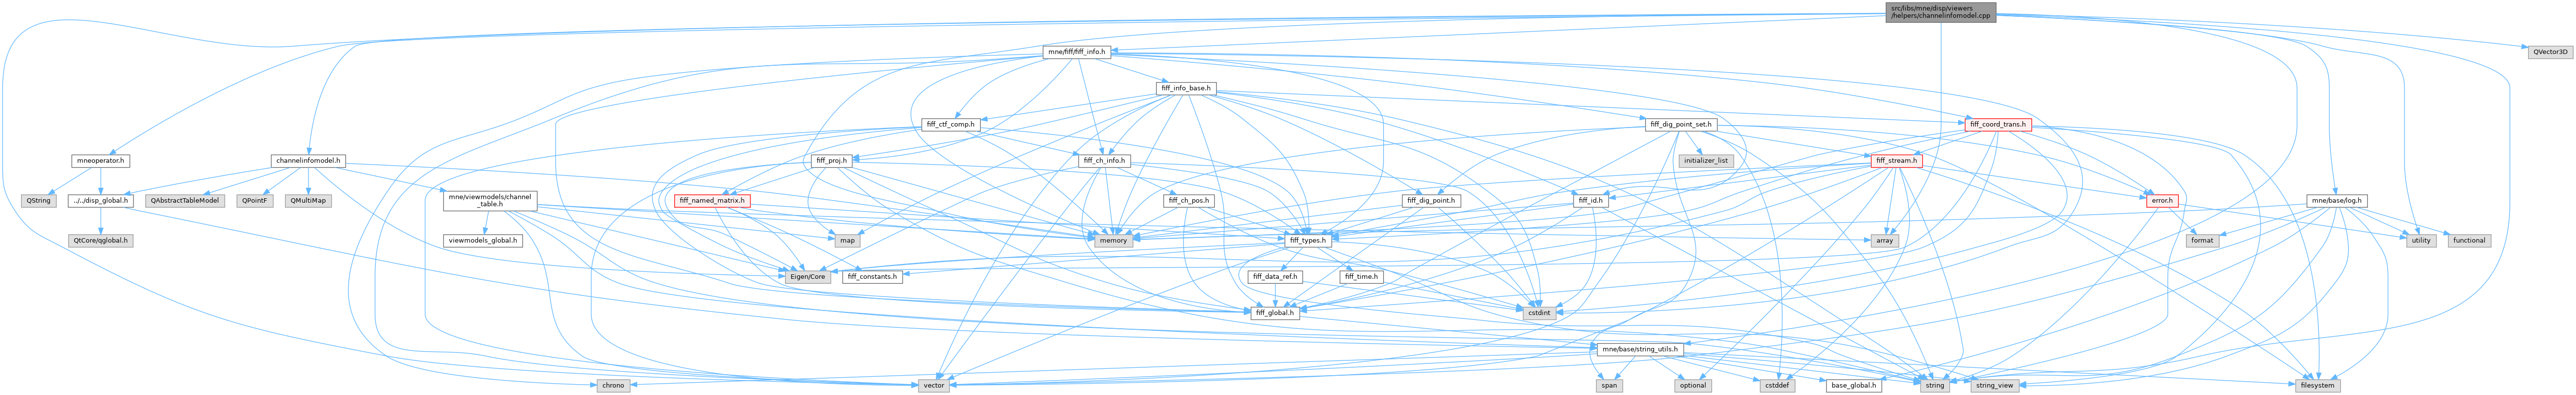 src/libs/mne/disp/viewers
/helpers/channelinfomodel.cpp
mne/fiff/fiff_info.h
QVector3D
fiff_info_base.h
fiff_ctf_comp.h
fiff_dig_point_set.h
fiff_coord_trans.h
mneoperator.h
channelinfomodel.h
fiff_proj.h
fiff_ch_info.h
initializer_list
fiff_stream.h
QString
../../disp_global.h
QAbstractTableModel
QPointF
QMultiMap
mne/viewmodels/channel
_table.h
fiff_named_matrix.h
fiff_ch_pos.h
fiff_dig_point.h
fiff_id.h
error.h
mne/base/log.h
QtCore/qglobal.h
viewmodels_global.h
map
memory
fiff_types.h
array
format
utility
functional
Eigen/Core
fiff_constants.h
fiff_data_ref.h
fiff_time.h
fiff_global.h
cstdint
mne/base/string_utils.h
chrono
vector
span
optional
cstddef
base_global.h
string
string_view
filesystem